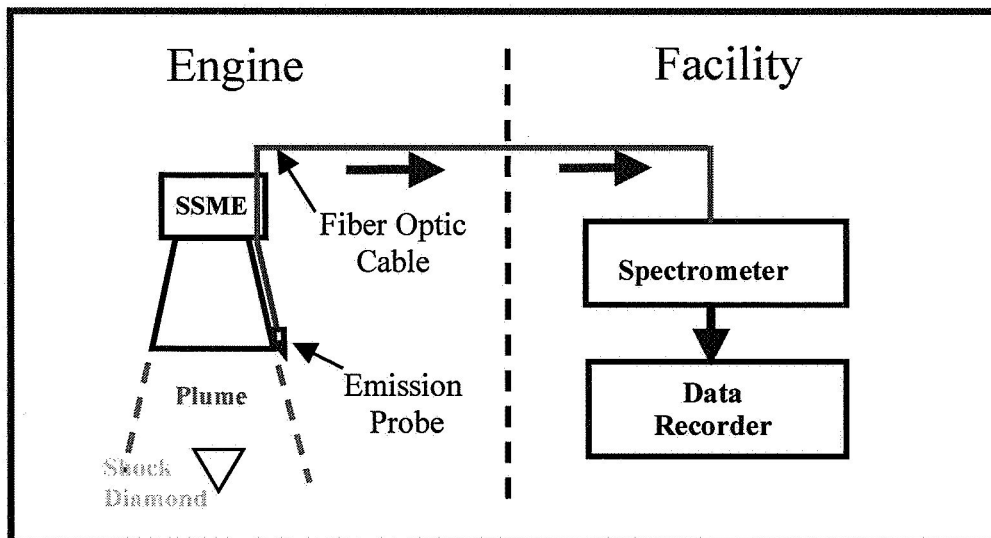 Engine
Facility
SSME
Fiber Optic
Cable
Spectrometer
Emission
Probe
Plume
Data
Recorder
Shock
Diamond